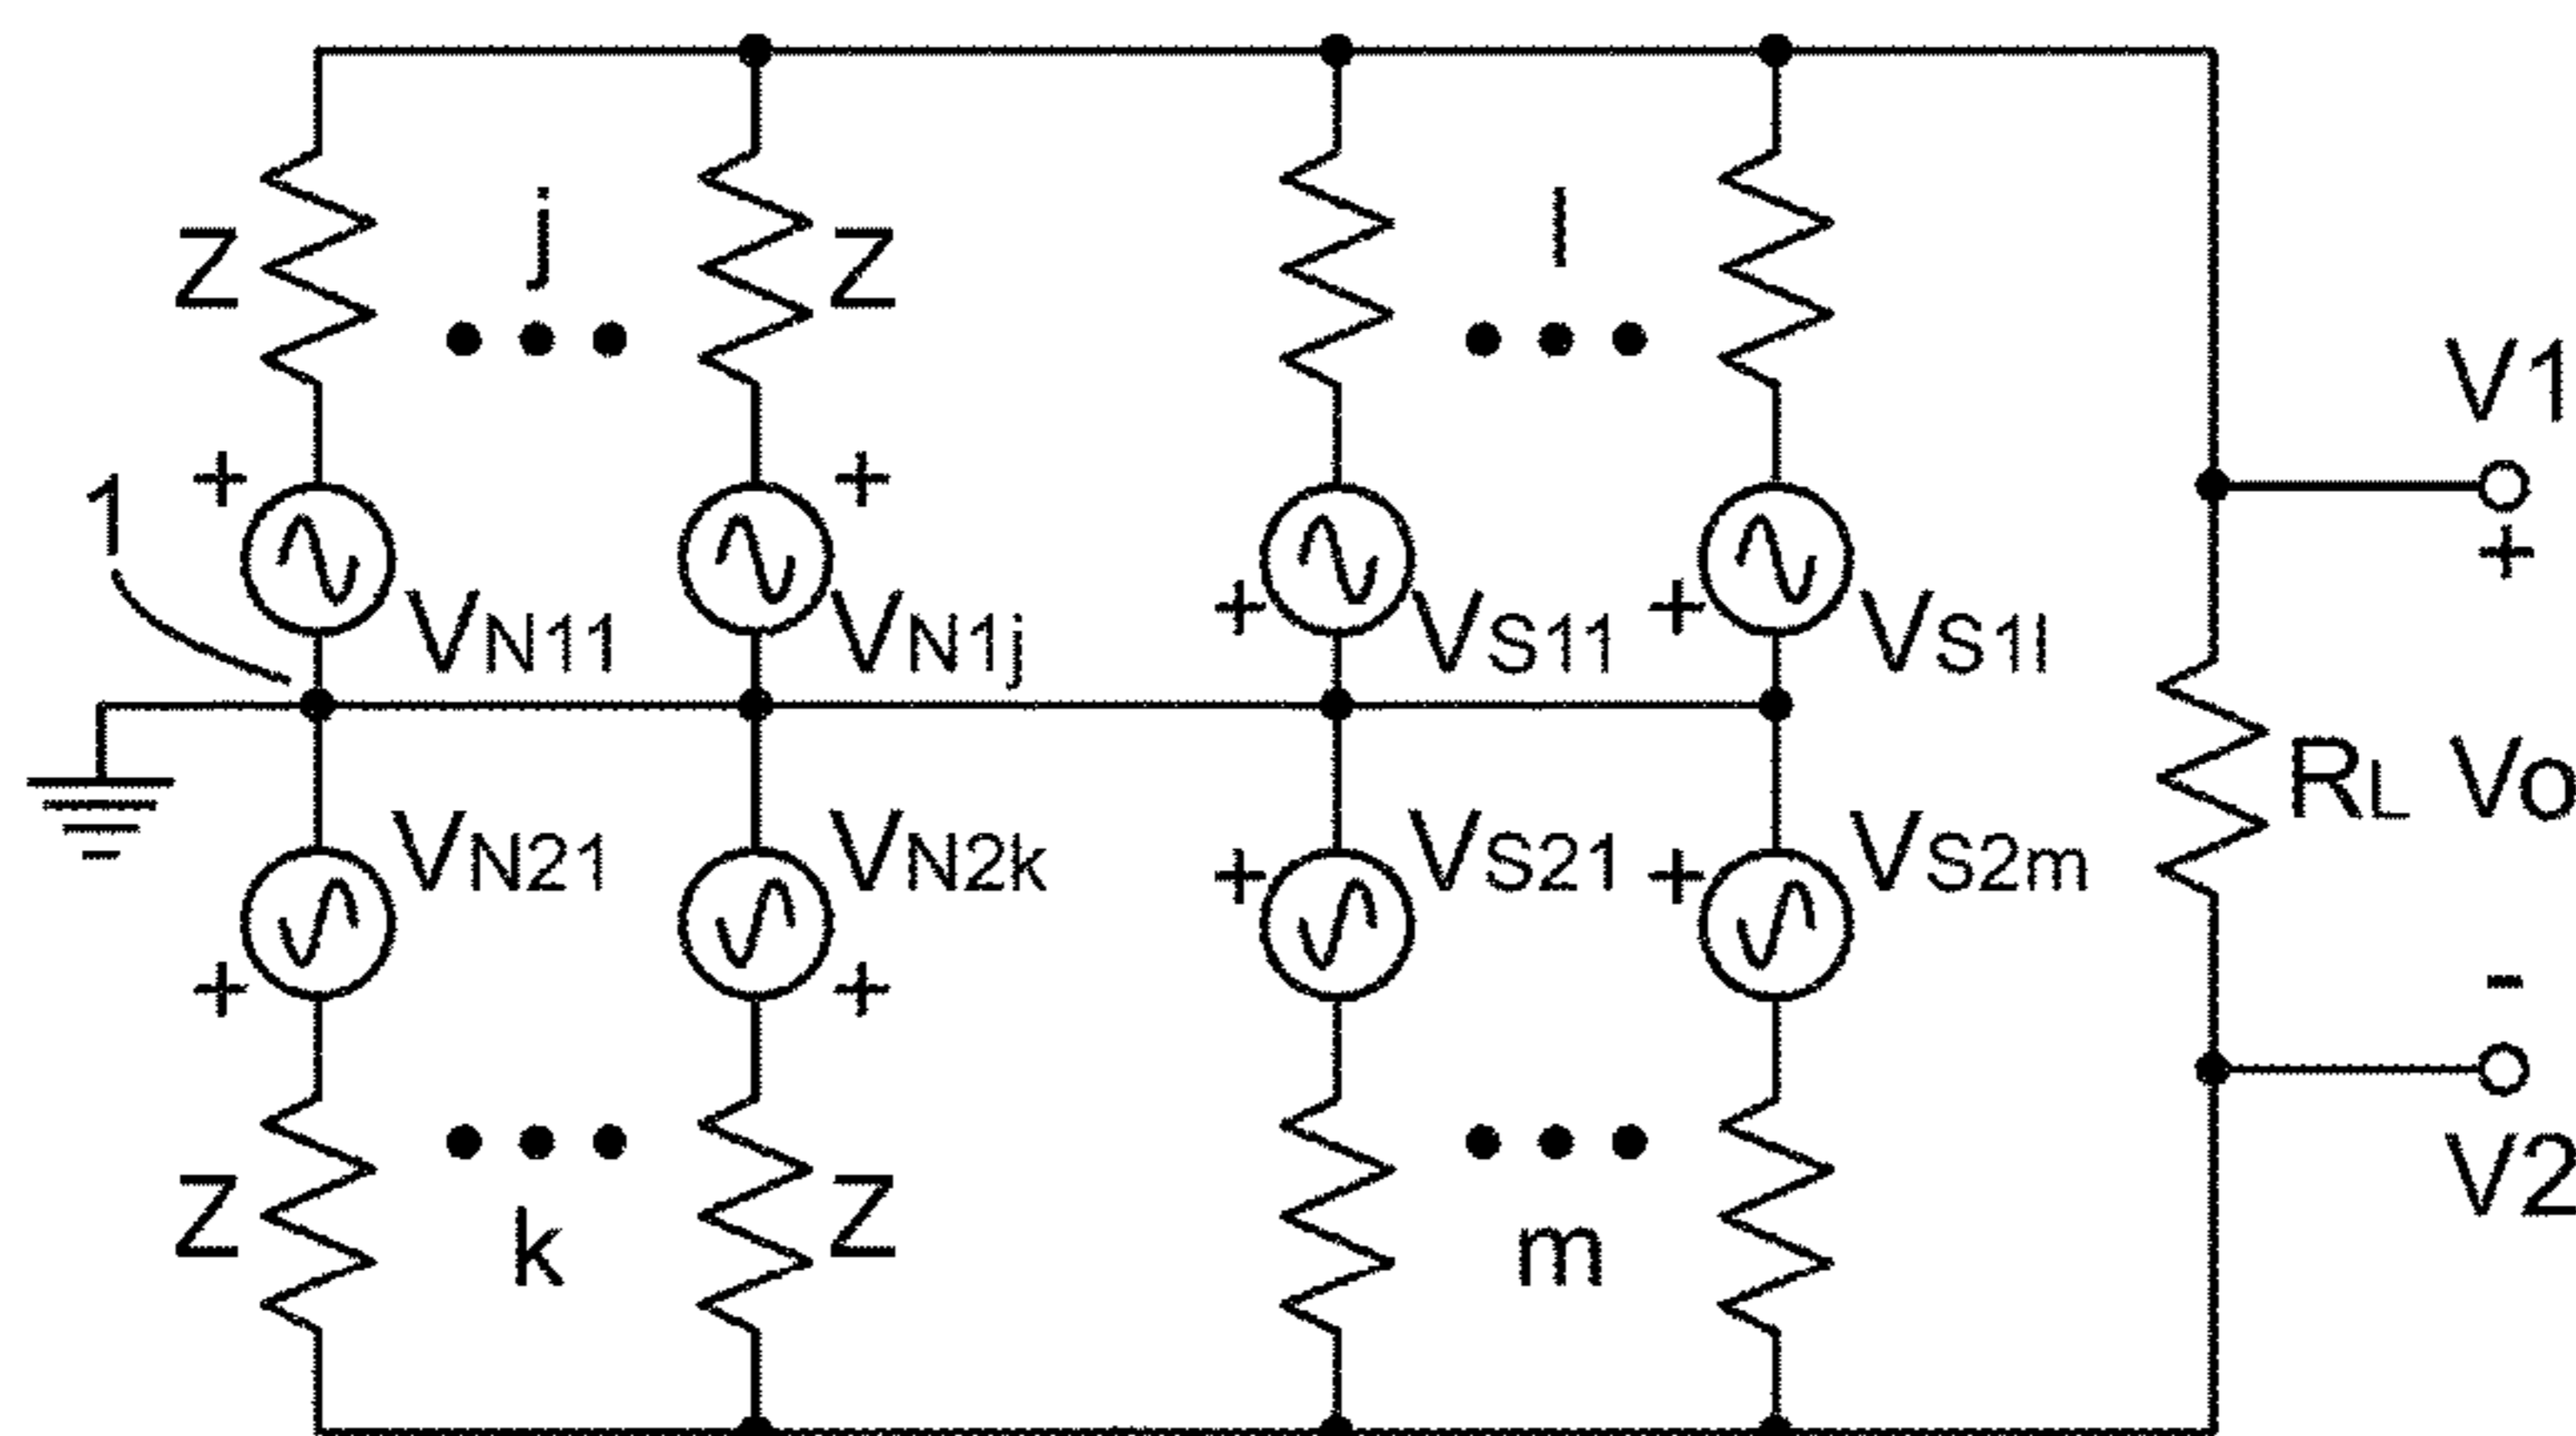 j
l
Z
Z
V1
+
+
+
1
+
+
VN11
VN1j
VS11
VS1l
RL
Vo
VN21
VN2k
+
VS21
+
VS2m
+
+
-
Z
Z
k
m
V2